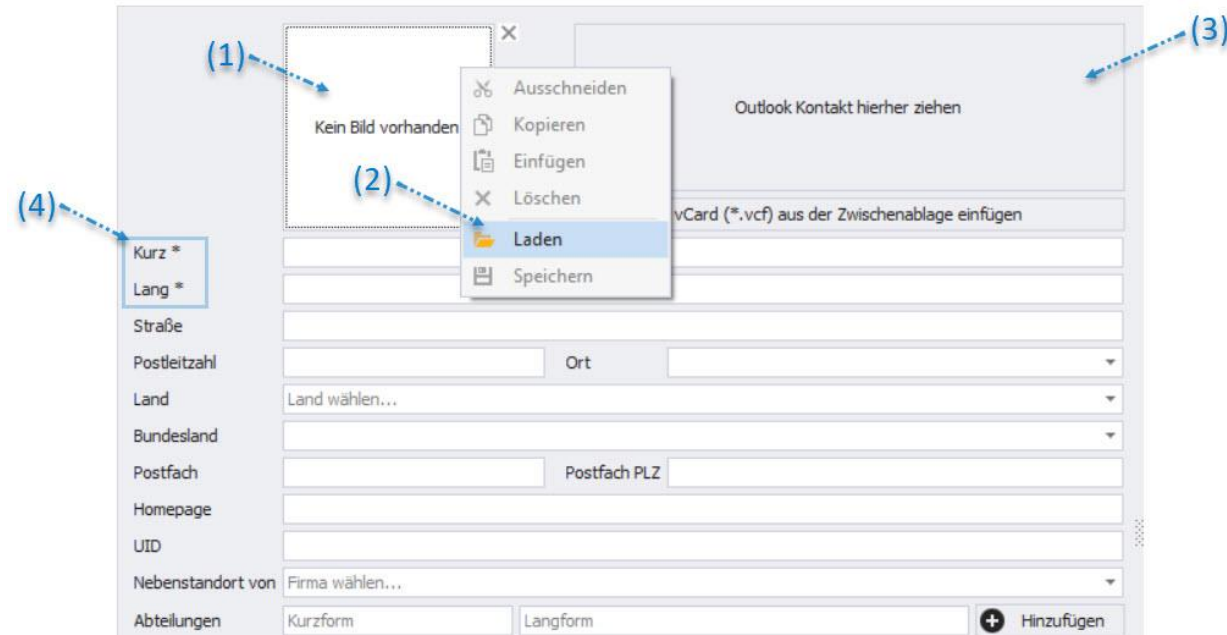 (1)
(3)
Ausschneiden
Kein Bild vorhanden
Kopieren
Outlook Kontakt hierher ziehen
Einfügen
(2)
Löschen
(4)
vCard (*.vcf) aus der Zwischenablage einfügen
Laden
Speichern
Kurz *
Lang *
Straße
Postleitzahl Ort
Land Land wählen...
Bundesland
Postfach Postfach PLZ
Homepage
UID
Nebenstandort von Firma wählen...
Abteilungen Kurzform Langform Hinzufügen